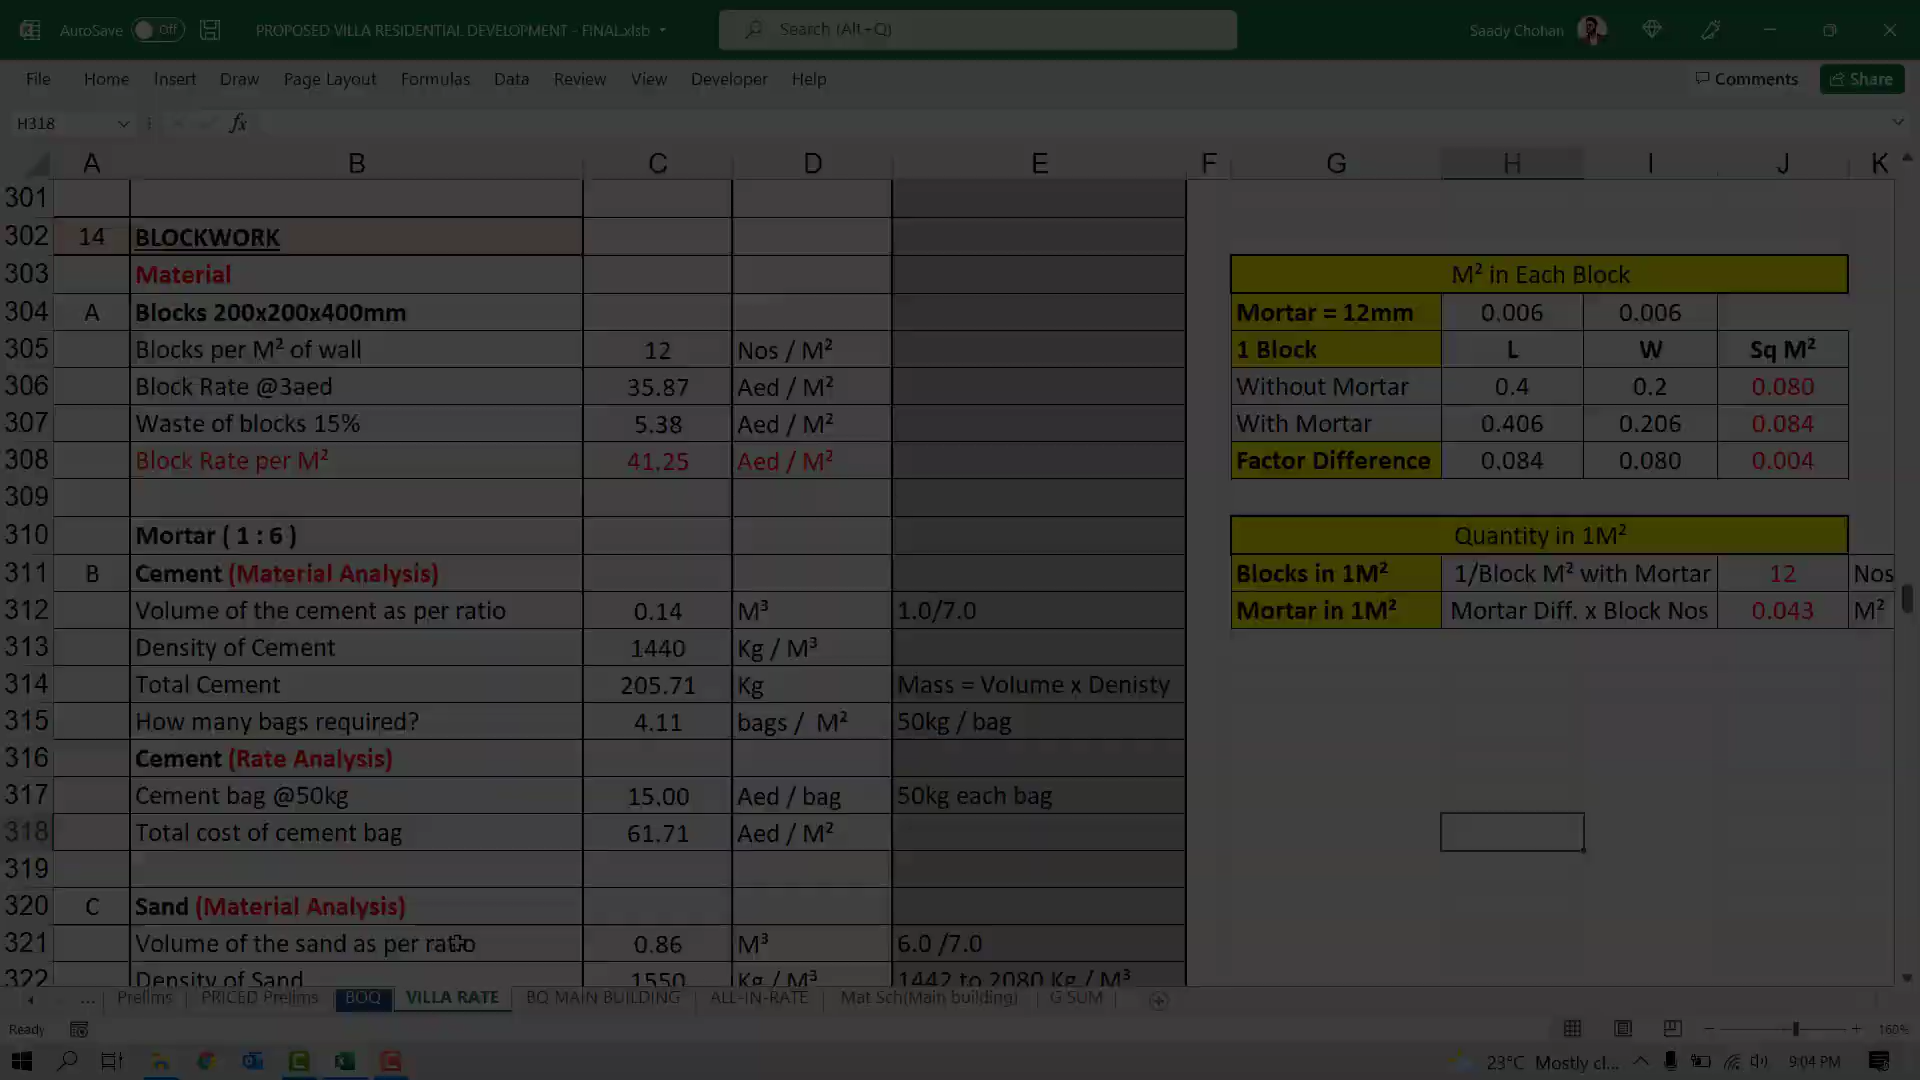 AutoSave Off PROPOSED VILLA RESIDENTIAL DEVELOPMENT - FINAL.xlsb Search (Alt+Q) Saady Chohan
File Home Insert Draw Page Layout Formulas Data Review View Developer Help Comments Share
H318 fx
A B C D E F G H I J K
301
302 14 BLOCKWORK
303 Material M² in Each Block
304 A Blocks 200x200x400mm Mortar = 12mm 0.006 0.006
305 Blocks per M² of wall 12 Nos / M² 1 Block L W Sq M²
306 Block Rate @3aed 35.87 Aed / M² Without Mortar 0.4 0.2 0.080
307 Waste of blocks 15% 5.38 Aed / M² With Mortar 0.406 0.206 0.084
308 Block Rate per M² 41.25 Aed / M² Factor Difference 0.084 0.080 0.004
309
310 Mortar ( 1 : 6 ) Quantity in 1M²
311 B Cement (Material Analysis) Blocks in 1M² 1/Block M² with Mortar 12 Nos
312 Volume of the cement as per ratio 0.14 M³ 1.0/7.0 Mortar in 1M² Mortar Diff. x Block Nos 0.043 M²
313 Density of Cement 1440 Kg / M³
314 Total Cement 205.71 Kg Mass = Volume x Denisty
315 How many bags required? 4.11 bags / M² 50kg / bag
316 Cement (Rate Analysis)
317 Cement bag @50kg 15.00 Aed / bag 50kg each bag
318 Total cost of cement bag 61.71 Aed / M²
319
320 C Sand (Material Analysis)
321 Volume of the sand as per ratio 0.86 M³ 6.0 /7.0
322 Density of Sand 1550 Kg / M³ 1442 to 2080 Kg / M³
... Prelims PRICED Prelims BOQ VILLA RATE BQ MAIN BUILDING ALL-IN-RATE Mat Sch(Main building) G SUM
Ready 160%
23°C Mostly cl... 9:04 PM